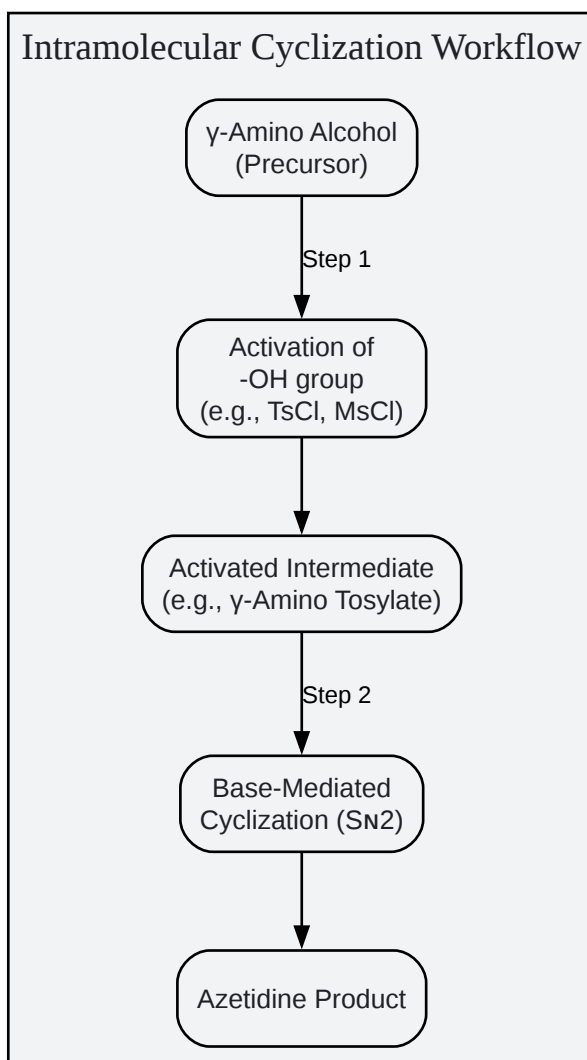 Intramolecular Cyclization Workflow
γ-Amino Alcohol
(Precursor)
Step 1
Activation of
-OH group
(e.g., TsCl, MsCl)
Activated Intermediate
(e.g., γ-Amino Tosylate)
Step 2
Base-Mediated
Cyclization (Sɴ2)
Azetidine Product